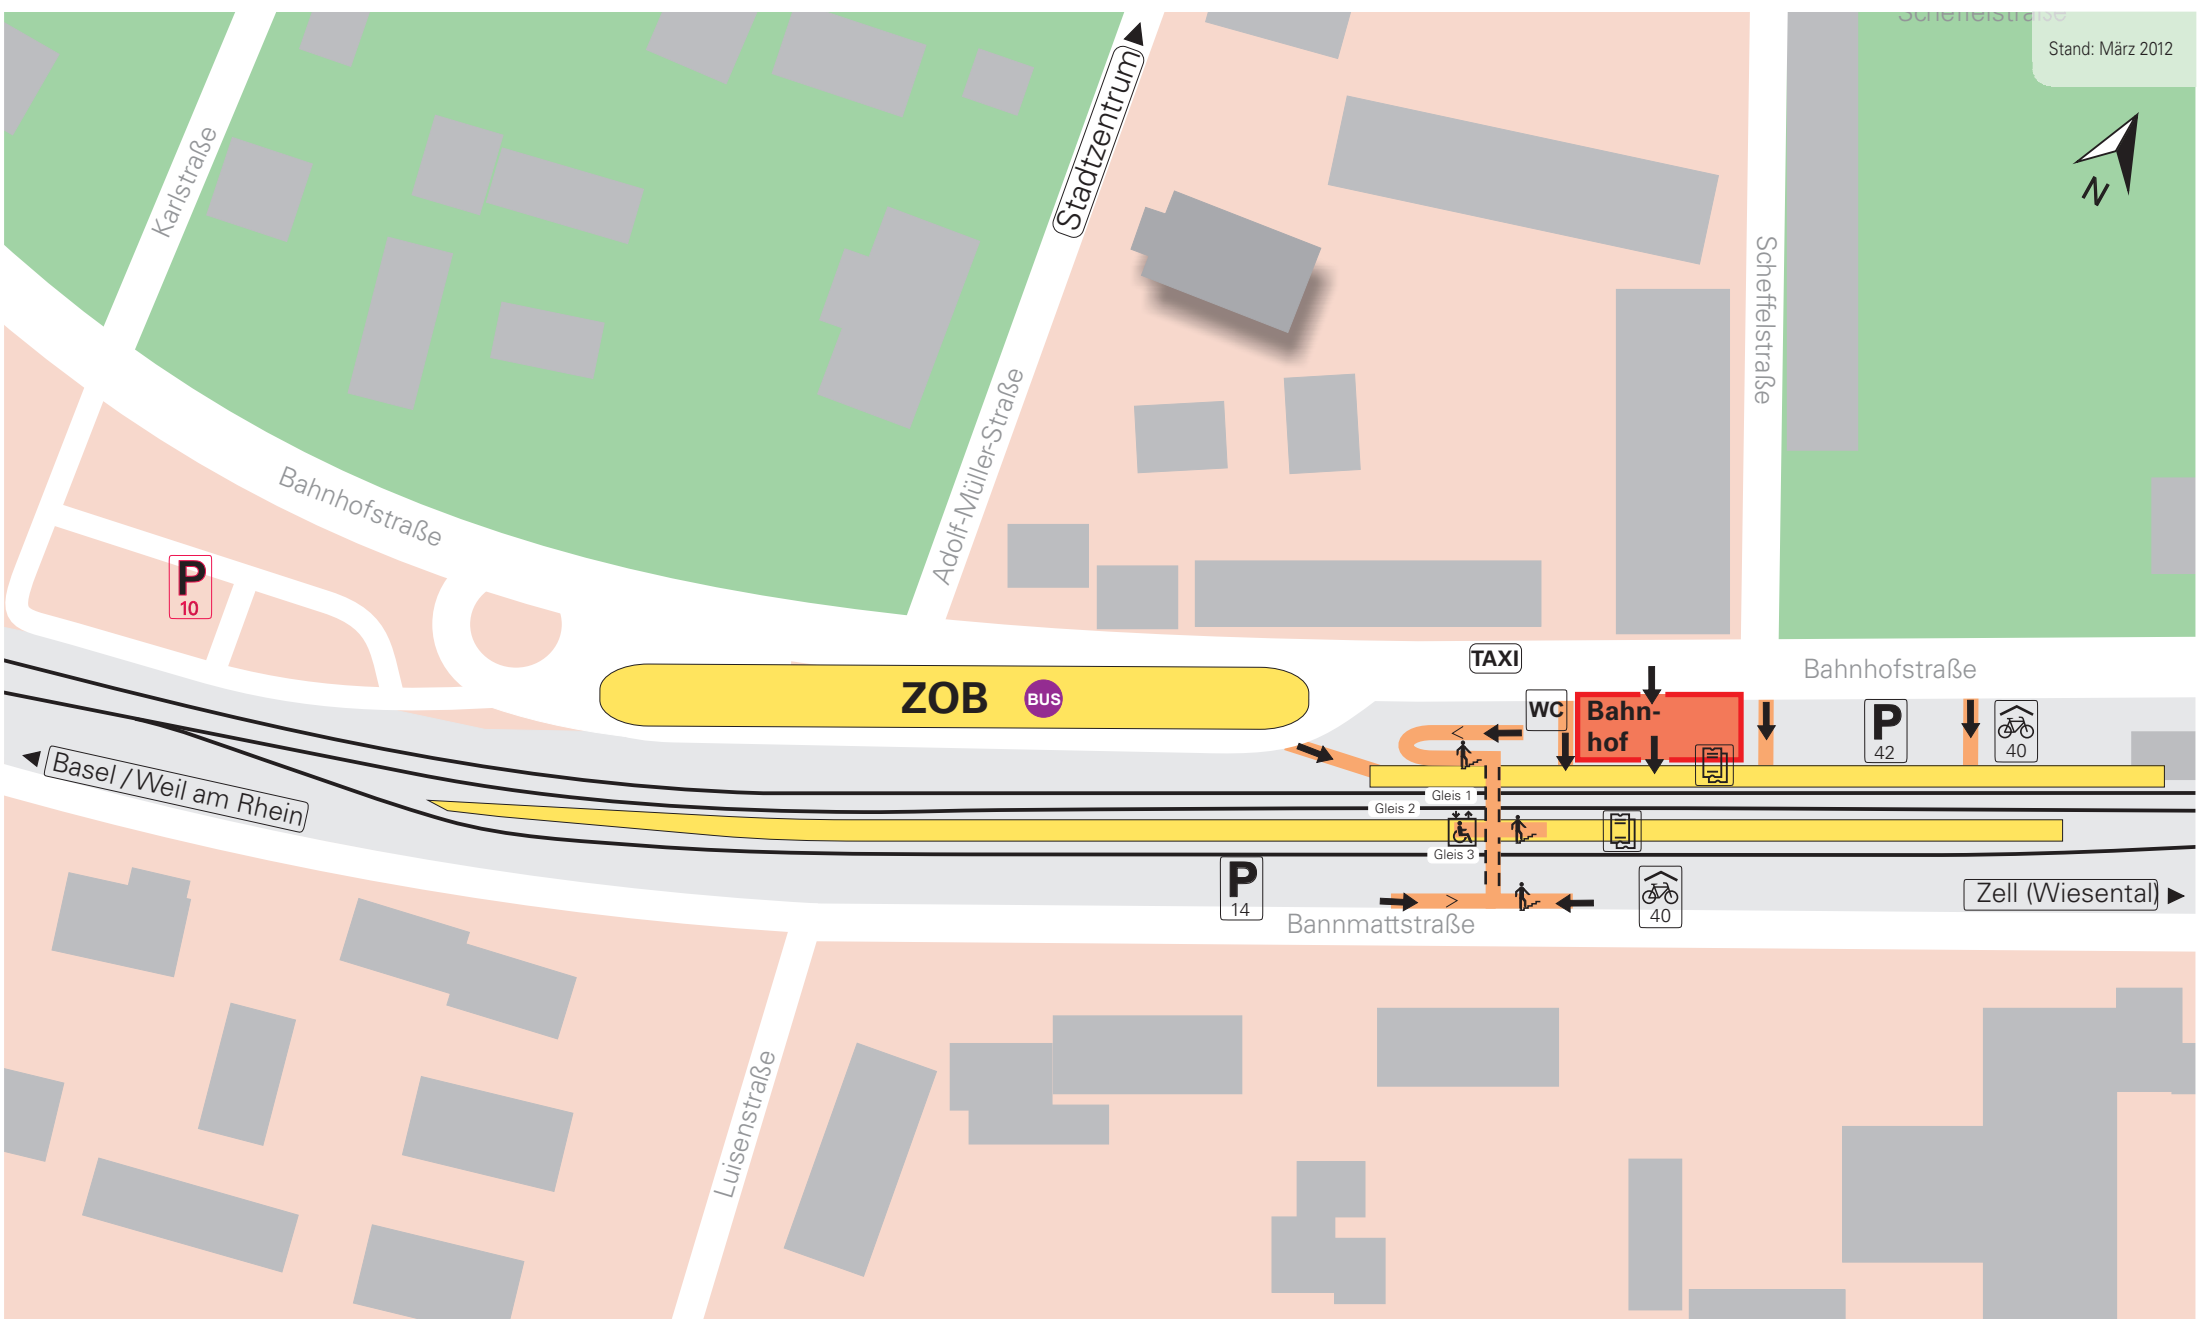 Scheffelstraße
Stand: März 2012
N
Karlstraße
Stadtzentrum
Scheffelstraße
Adolf-Müller-Straße
Bahnhofstraße
P
10
TAXI
Bahnhofstraße
ZOB
BUS
WC
Bahn-
hof
P
42
40
Basel / Weil am Rhein
Gleis 1
Gleis 2
Gleis 3
P
14
40
Zell (Wiesental)
Bannmattstraße
Luisenstraße